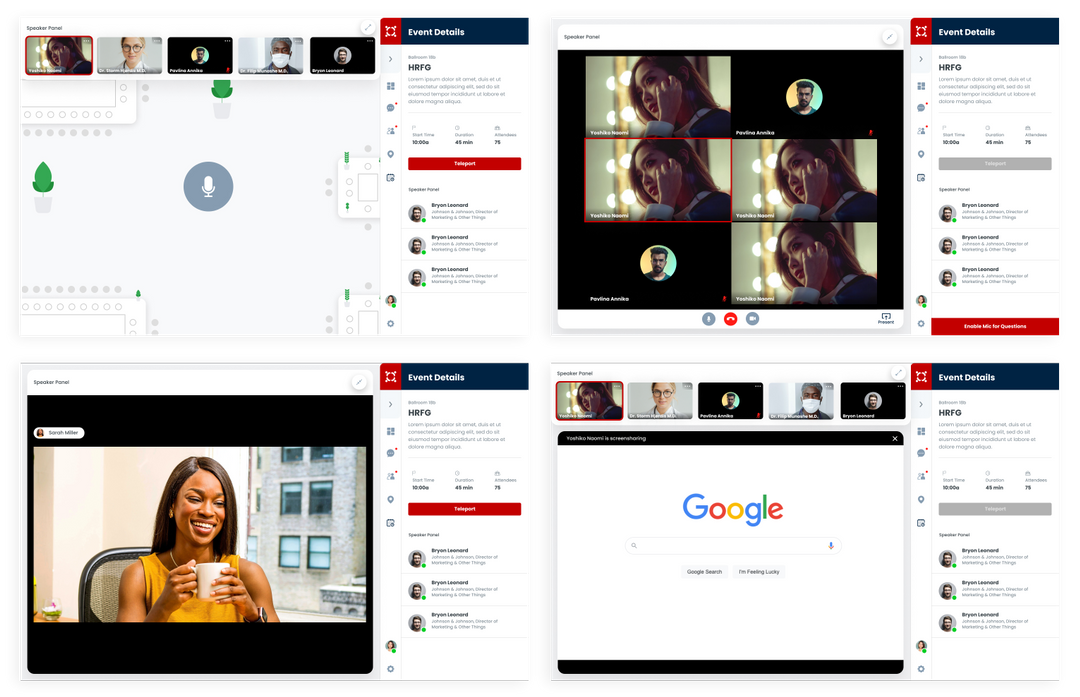 Speaker Panel
Yoshiko Naomi
Dr. Storm Hyakes M.D.
Pavlina Annika
Dr. Filip Munashe M.D.
Bryon Leonard
Event Details
Ballroom title
HRFG
Lorem ipsum dolor sit amet, duis et ut
consectetur adipiscing elit, sed do sit
eiusmod tempor incididunt ut labore et
dolore magna aliqua.
Start Time
Duration
Attendees
10:00a
45 min
75
Teleport
Speaker Panel
Bryon Leonard
Johnson & Johnson, Director of
Marketing & Other Things
Bryon Leonard
Johnson & Johnson, Director of
Marketing & Other Things
Bryon Leonard
Johnson & Johnson, Director of
Marketing & Other Things
Speaker Panel
Yoshiko Naomi
Pavlina Annika
Yoshiko Naomi
Yoshiko Naomi
Pavlina Annika
Yoshiko Naomi
Present
Event Details
Ballroom title
HRFG
Lorem ipsum dolor sit amet, duis et ut
consectetur adipiscing elit, sed do sit
eiusmod tempor incididunt ut labore et
dolore magna aliqua.
Start Time
Duration
Attendees
10:00a
45 min
75
Teleport
Speaker Panel
Bryon Leonard
Johnson & Johnson, Director of
Marketing & Other Things
Bryon Leonard
Johnson & Johnson, Director of
Marketing & Other Things
Bryon Leonard
Johnson & Johnson, Director of
Marketing & Other Things
Enable Mic for Questions
Speaker Panel
Sarah Miller
Event Details
Ballroom title
HRFG
Lorem ipsum dolor sit amet, duis et ut
consectetur adipiscing elit, sed do sit
eiusmod tempor incididunt ut labore et
dolore magna aliqua.
Start Time
Duration
Attendees
10:00a
45 min
75
Teleport
Speaker Panel
Bryon Leonard
Johnson & Johnson, Director of
Marketing & Other Things
Bryon Leonard
Johnson & Johnson, Director of
Marketing & Other Things
Bryon Leonard
Johnson & Johnson, Director of
Marketing & Other Things
Speaker Panel
Yoshiko Naomi
Dr. Storm Hyakes M.D.
Pavlina Annika
Dr. Filip Munashe M.D.
Bryon Leonard
Yoshiko Naomi is screensharing
Google
Google Search
I'm Feeling Lucky
Event Details
Ballroom title
HRFG
Lorem ipsum dolor sit amet, duis et ut
consectetur adipiscing elit, sed do sit
eiusmod tempor incididunt ut labore et
dolore magna aliqua.
Start Time
Duration
Attendees
10:00a
45 min
75
Teleport
Speaker Panel
Bryon Leonard
Johnson & Johnson, Director of
Marketing & Other Things
Bryon Leonard
Johnson & Johnson, Director of
Marketing & Other Things
Bryon Leonard
Johnson & Johnson, Director of
Marketing & Other Things